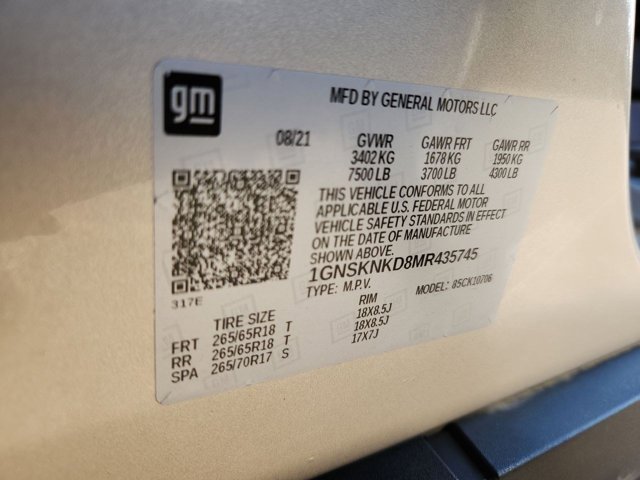 gm
MFD BY GENERAL MOTORS LLC
08/21 GVWR GAWR FRT GAWR RR
3402 KG 1678 KG 1950 KG
7500 LB 3700 LB 4300 LB
THIS VEHICLE CONFORMS TO ALL
APPLICABLE U.S. FEDERAL MOTOR
VEHICLE SAFETY STANDARDS IN EFFECT
ON THE DATE OF MANUFACTURE
SHOWN ABOVE.
1GNSKNKD8MR435745
TYPE: M.P.V. MODEL: 85CK10706
317E
TIRE SIZE RIM
FRT 265/65R18 T 18X8.5J
RR 265/65R18 T 18X8.5J
SPA 265/70R17 S 17X7J